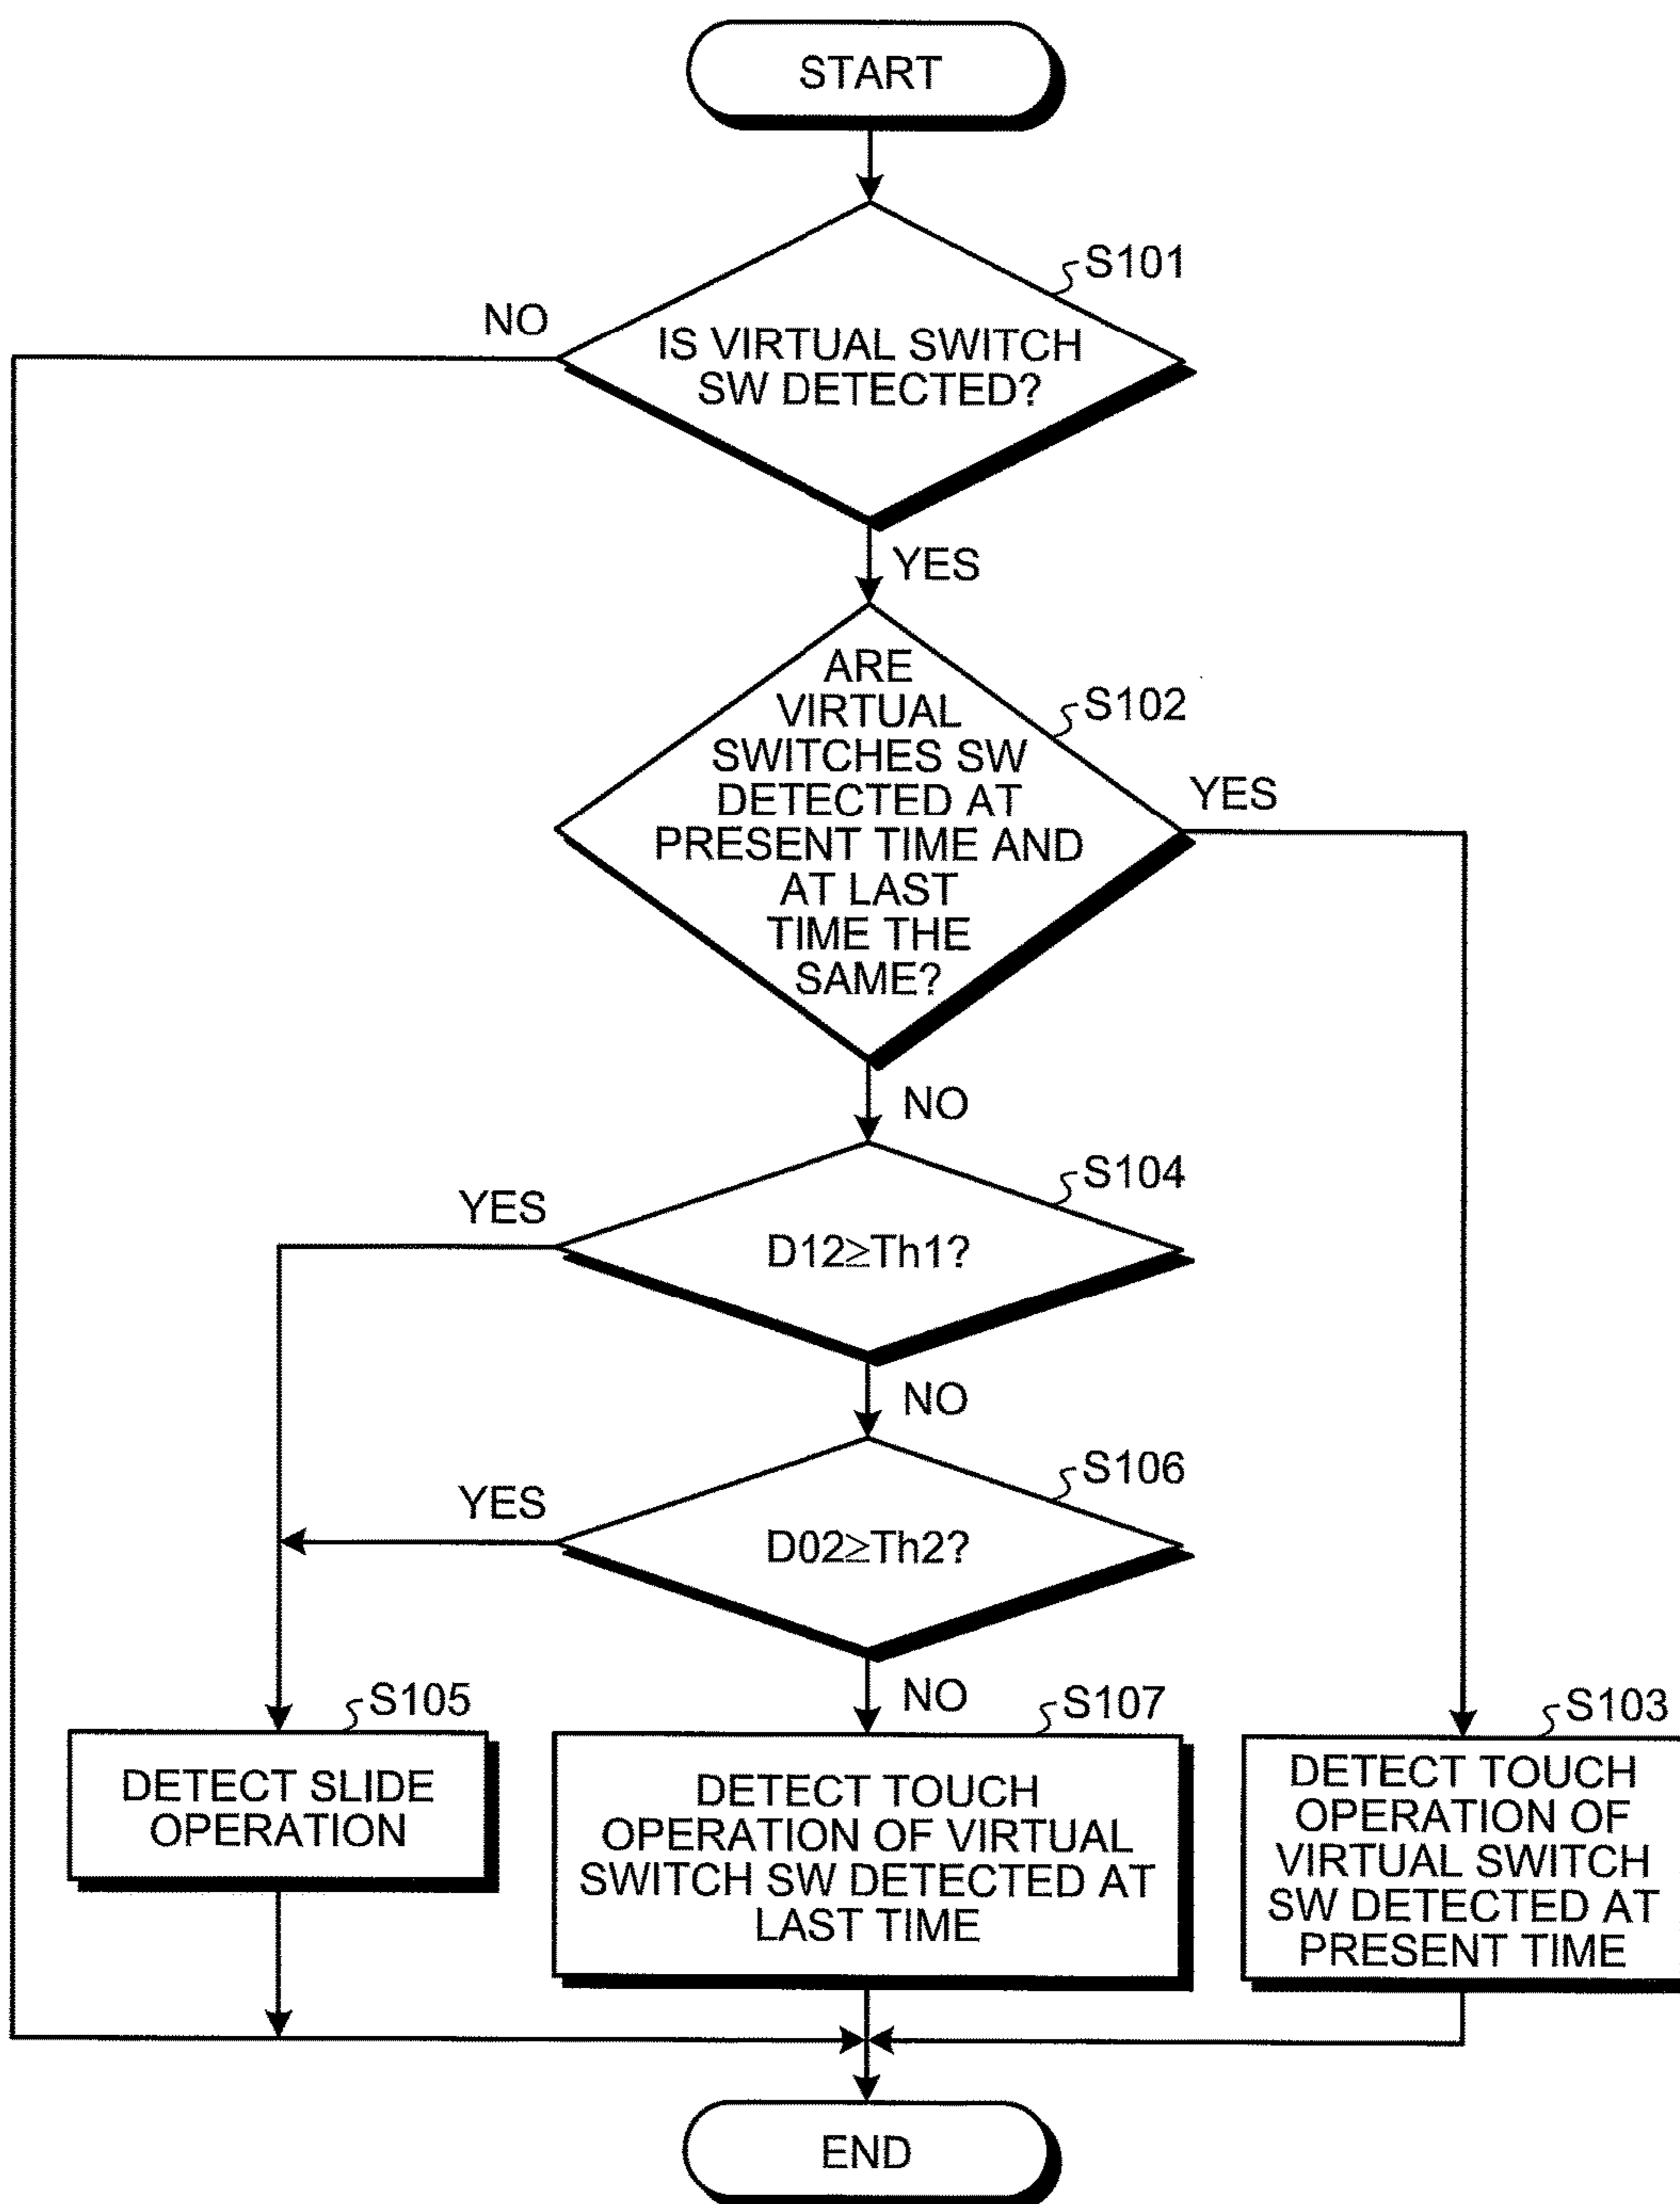 START
S101
NO
IS VIRTUAL SWITCH
SW DETECTED?
YES
ARE
VIRTUAL
SWITCHES SW
DETECTED AT
PRESENT TIME AND
AT LAST
TIME THE
SAME?
S102
YES
NO
S104
YES
D12≥Th1?
NO
S106
YES
D02≥Th2?
NO
S105
DETECT SLIDE
OPERATION
S107
DETECT TOUCH
OPERATION OF VIRTUAL
SWITCH SW DETECTED AT
LAST TIME
S103
DETECT TOUCH
OPERATION OF
VIRTUAL SWITCH
SW DETECTED AT
PRESENT TIME
END